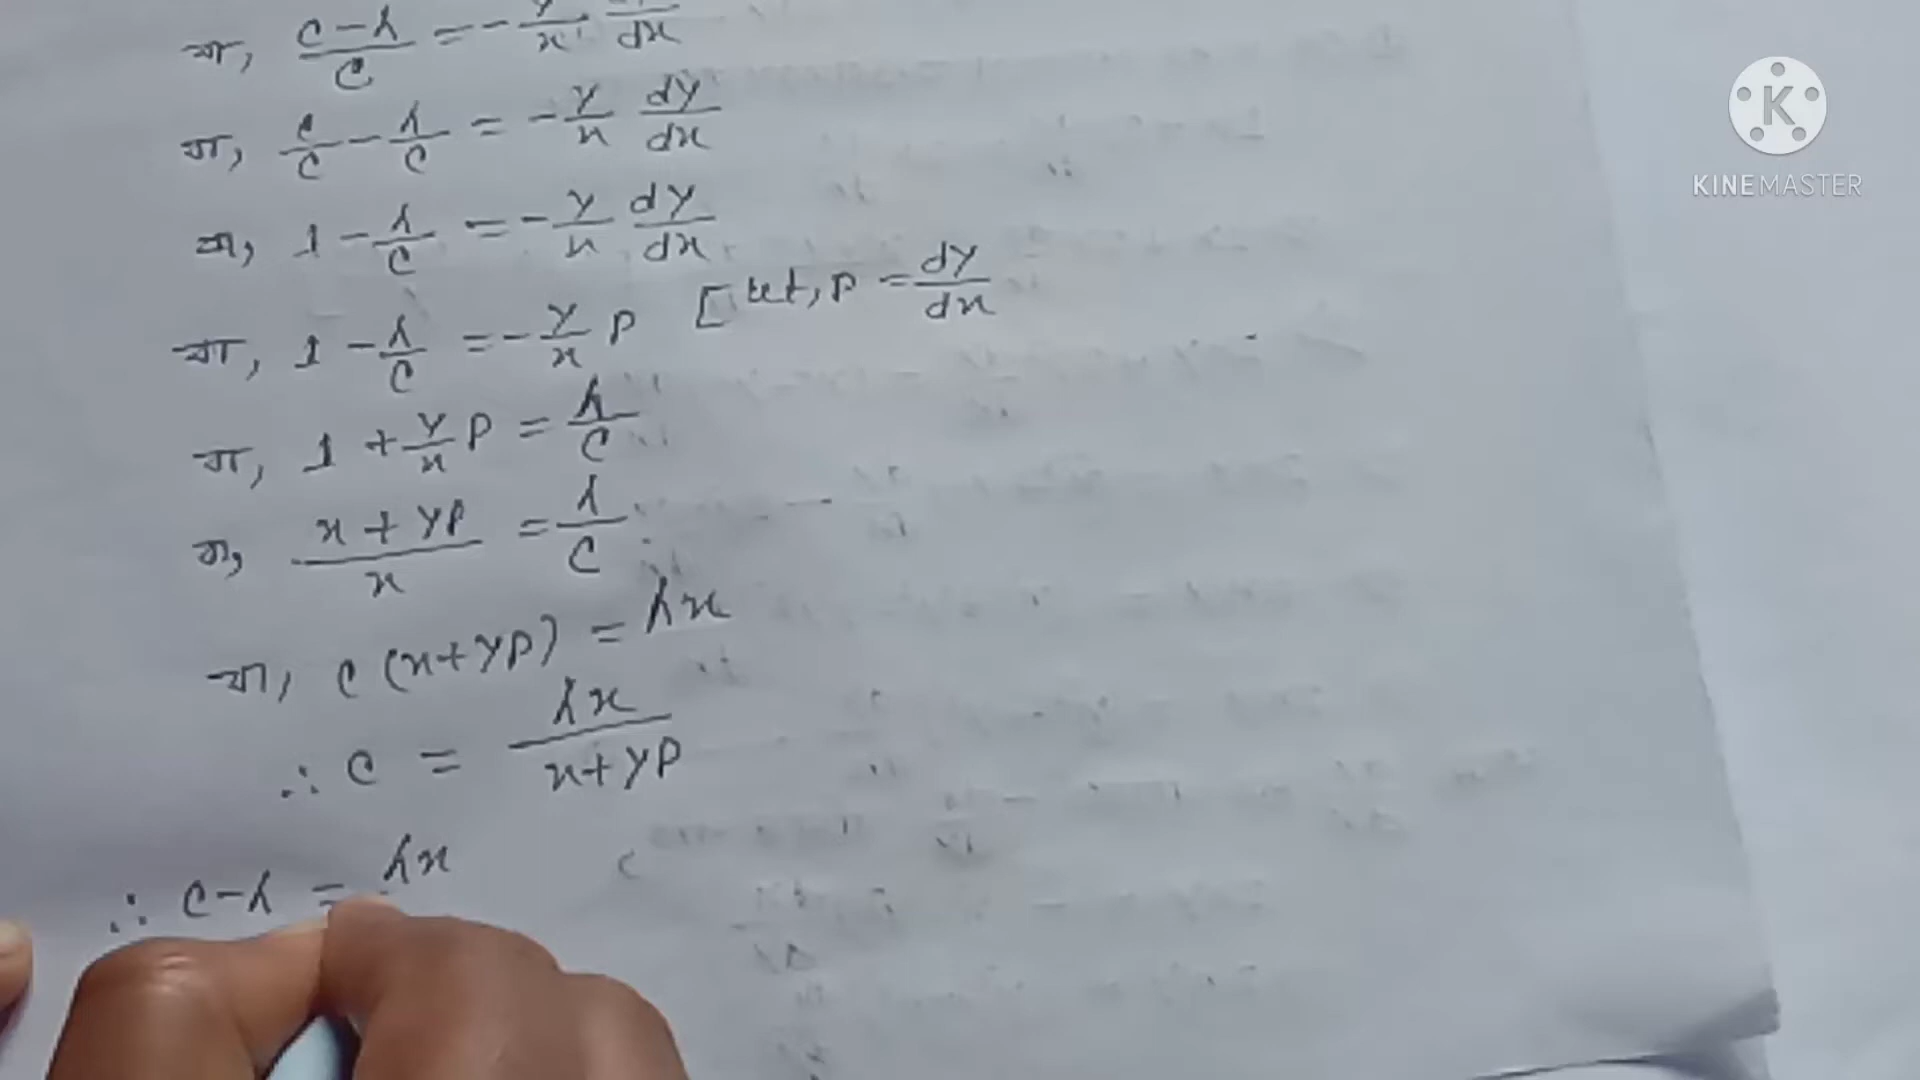 বা, (c-λ)/c = -y/x dy/dx
বা, c/c - λ/c = -y/x dy/dx
বা, 1 - λ/c = -y/x dy/dx
বা, 1 - λ/c = -y/x p [let, p = dy/dx
বা, 1 + y/x p = λ/c
বা, (x + yp)/x = λ/c
বা, c(x+yp) = λx
∴ c = λx/(x+yp)
∴ c-λ = λx
KINEMASTER